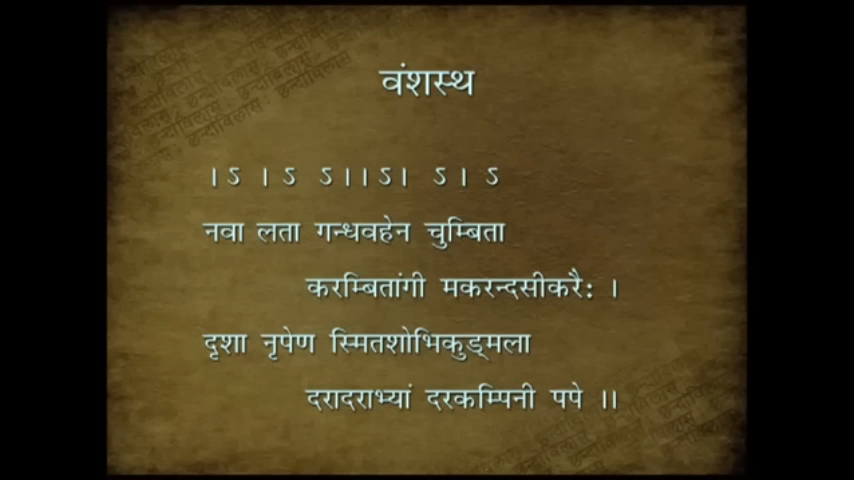 वंशस्थ
।ऽ ।ऽ ऽ।।ऽ। ऽ। ऽ
नवा लता गन्धवहेन चुम्बिता
करम्बितांगी मकरन्दसीकरैः ।
दृशा नृपेण स्मितशोभिकुड्मला
दरादराभ्यां दरकम्पिनी पपे ।।